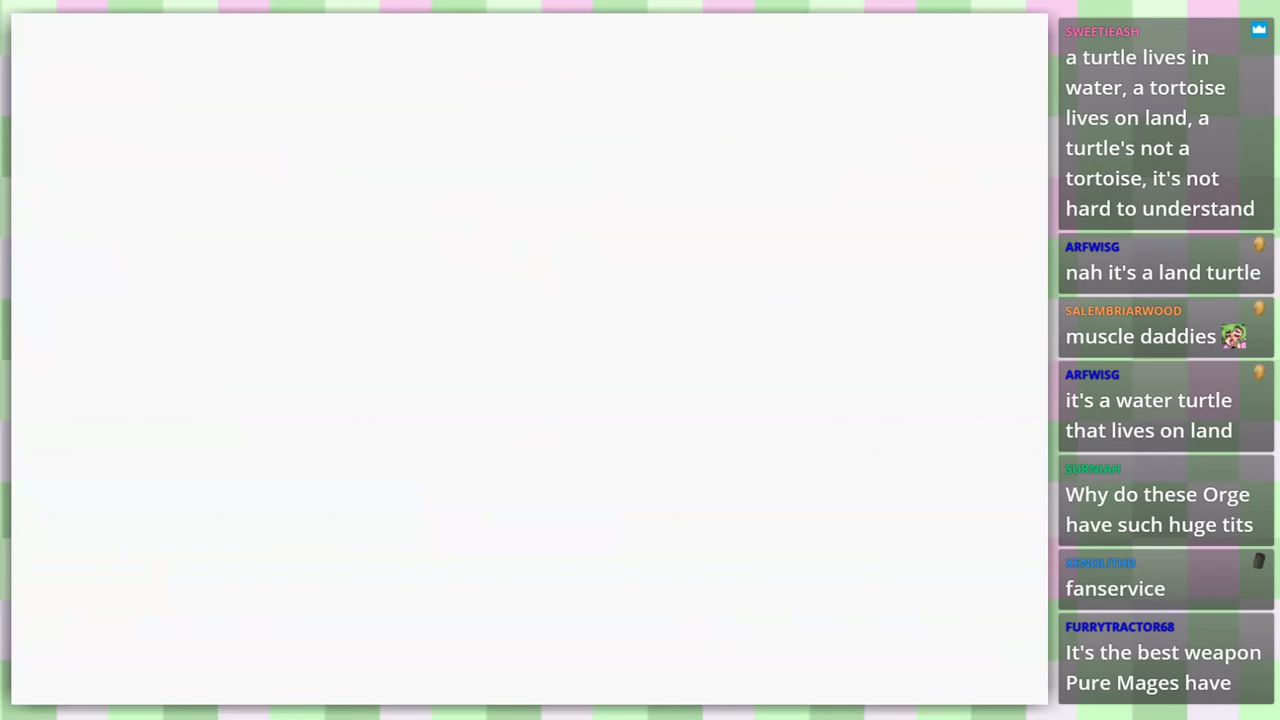 SWEETIEASH
a turtle lives in
water, a tortoise
lives on land, a
turtle's not a
tortoise, it's not
hard to understand
ARFWISG
nah it's a land turtle
SALEMBRIARWOOD
muscle daddies
ARFWISG
it's a water turtle
that lives on land
SURNIAH
Why do these Orge
have such huge tits
XENOLITHD
fanservice
FURRYTRACTOR68
It's the best weapon
Pure Mages have